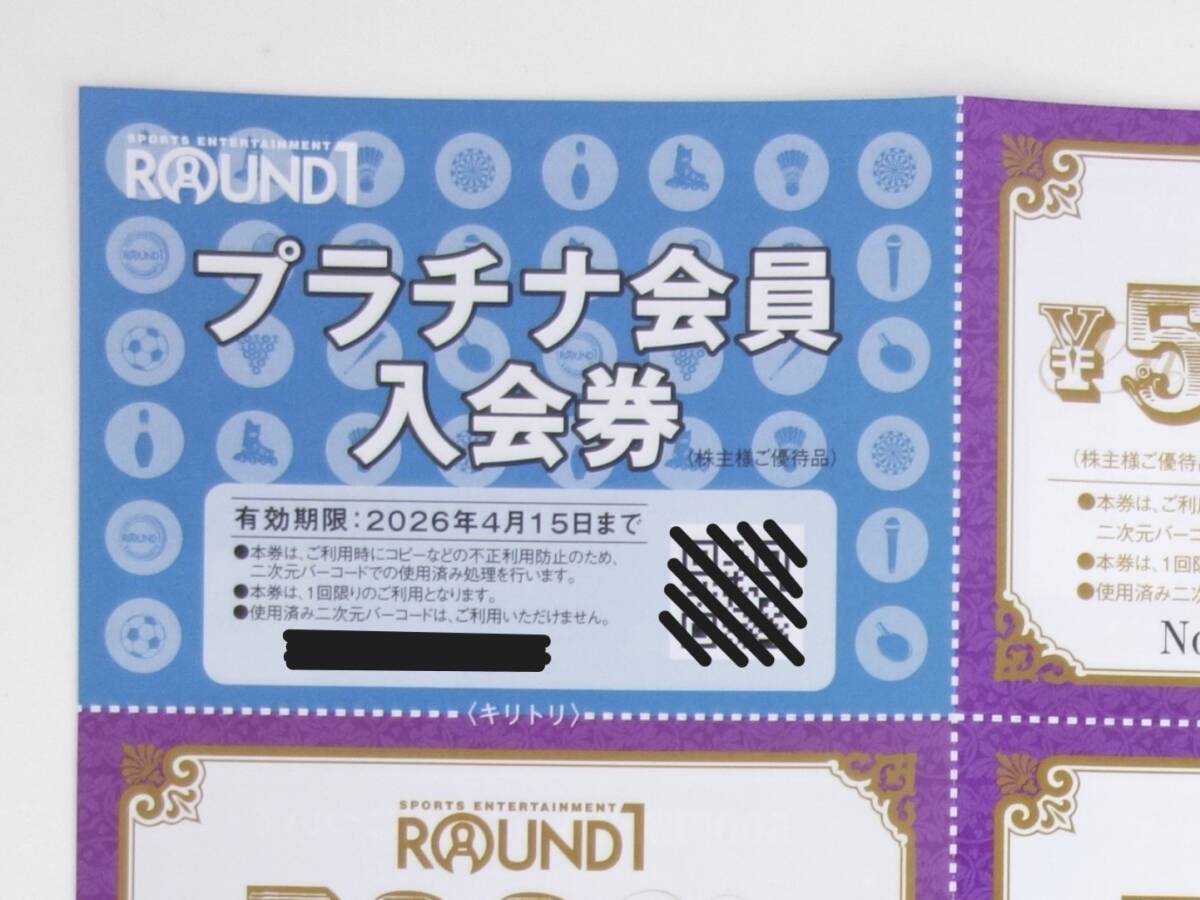 SPORTS ENTERTAINMENT
ROUND1
プラチナ会員
入会券
(株主様ご優待品)
有効期限:2026年4月15日まで
●本券は、ご利用時にコピーなどの不正利用防止のため、
二次元バーコードでの使用済み処理を行います。
●本券は、1回限りのご利用となります。
●使用済み二次元バーコードは、ご利用いただけません。
〈キリトリ〉
¥5
(株主様ご優待
●本券は、ご利
二次元バーコー
●本券は、1回限
●使用済み二次
No
SPORTS ENTERTAINMENT
ROUND1